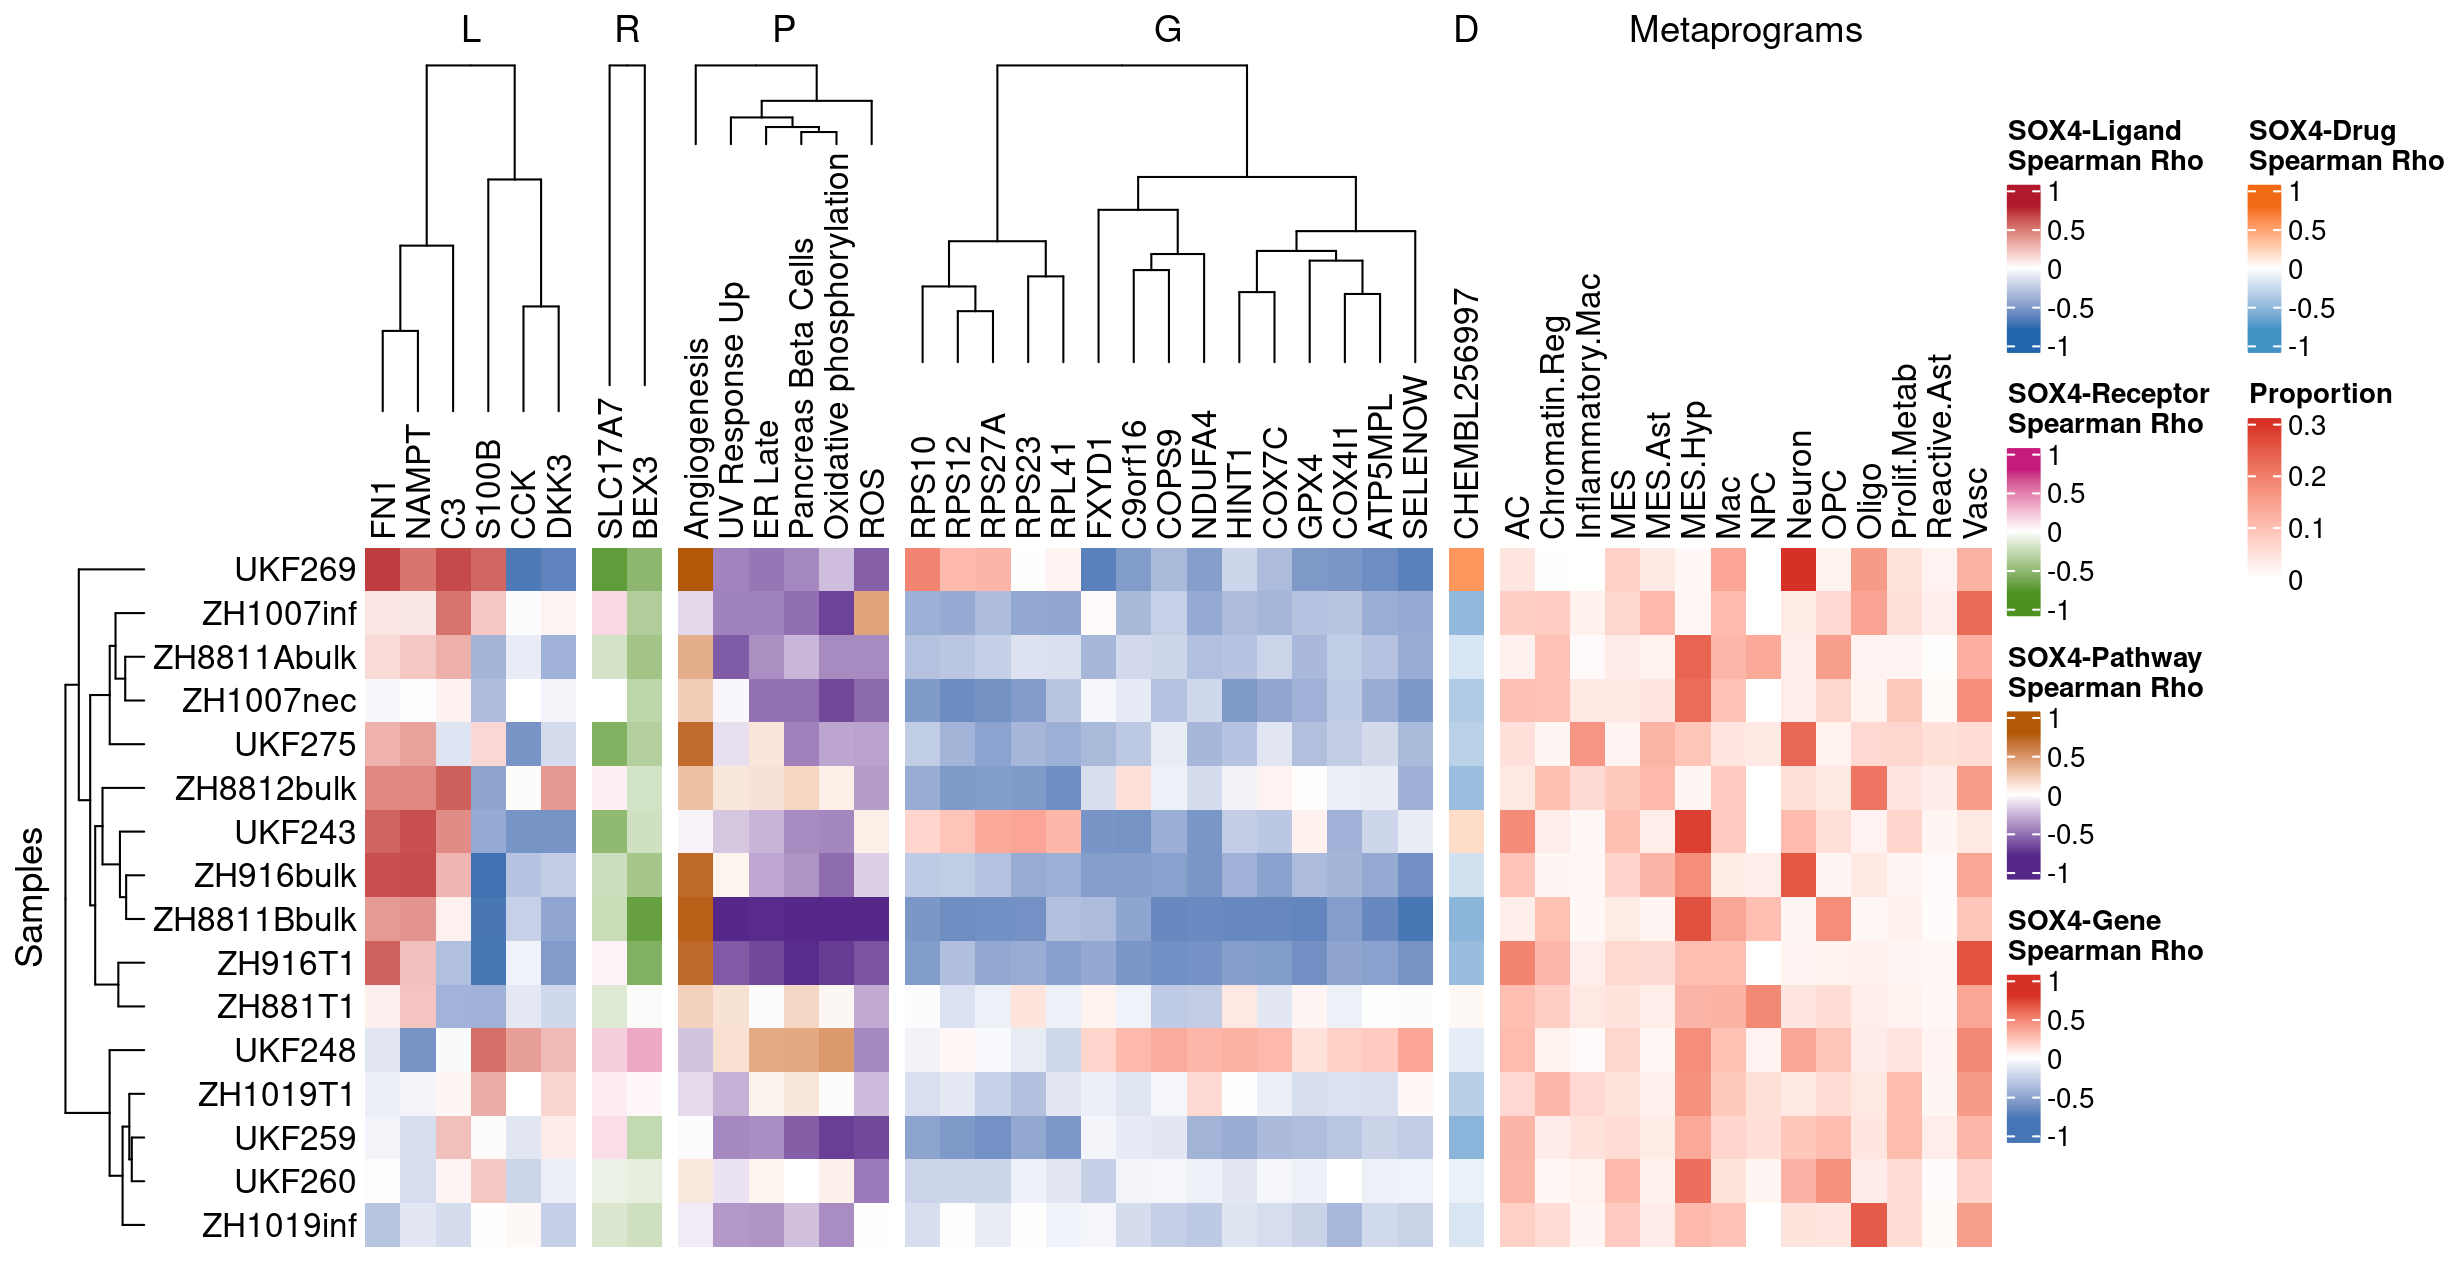 L R P G D Metaprograms
FN1
NAMPT
C3
S100B
CCK
DKK3
SLC17A7
BEX3
Angiogenesis
UV Response Up
ER Late
Pancreas Beta Cells
Oxidative phosphorylation
ROS
RPS10
RPS12
RPS27A
RPS23
RPL41
FXYD1
C9orf16
COPS9
NDUFA4
HINT1
COX7C
GPX4
COX4I1
ATP5MPL
SELENOW
CHEMBL256997
AC
Chromatin.Reg
Inflammatory.Mac
MES
MES.Ast
MES.Hyp
Mac
NPC
Neuron
OPC
Oligo
Prolif.Metab
Reactive.Ast
Vasc
Samples
UKF269
ZH1007inf
ZH8811Abulk
ZH1007nec
UKF275
ZH8812bulk
UKF243
ZH916bulk
ZH8811Bbulk
ZH916T1
ZH881T1
UKF248
ZH1019T1
UKF259
UKF260
ZH1019inf
SOX4-Ligand
Spearman Rho
1
0.5
0
-0.5
-1
SOX4-Receptor
Spearman Rho
1
0.5
0
-0.5
-1
SOX4-Pathway
Spearman Rho
1
0.5
0
-0.5
-1
SOX4-Gene
Spearman Rho
1
0.5
0
-0.5
-1
SOX4-Drug
Spearman Rho
1
0.5
0
-0.5
-1
Proportion
0.3
0.2
0.1
0